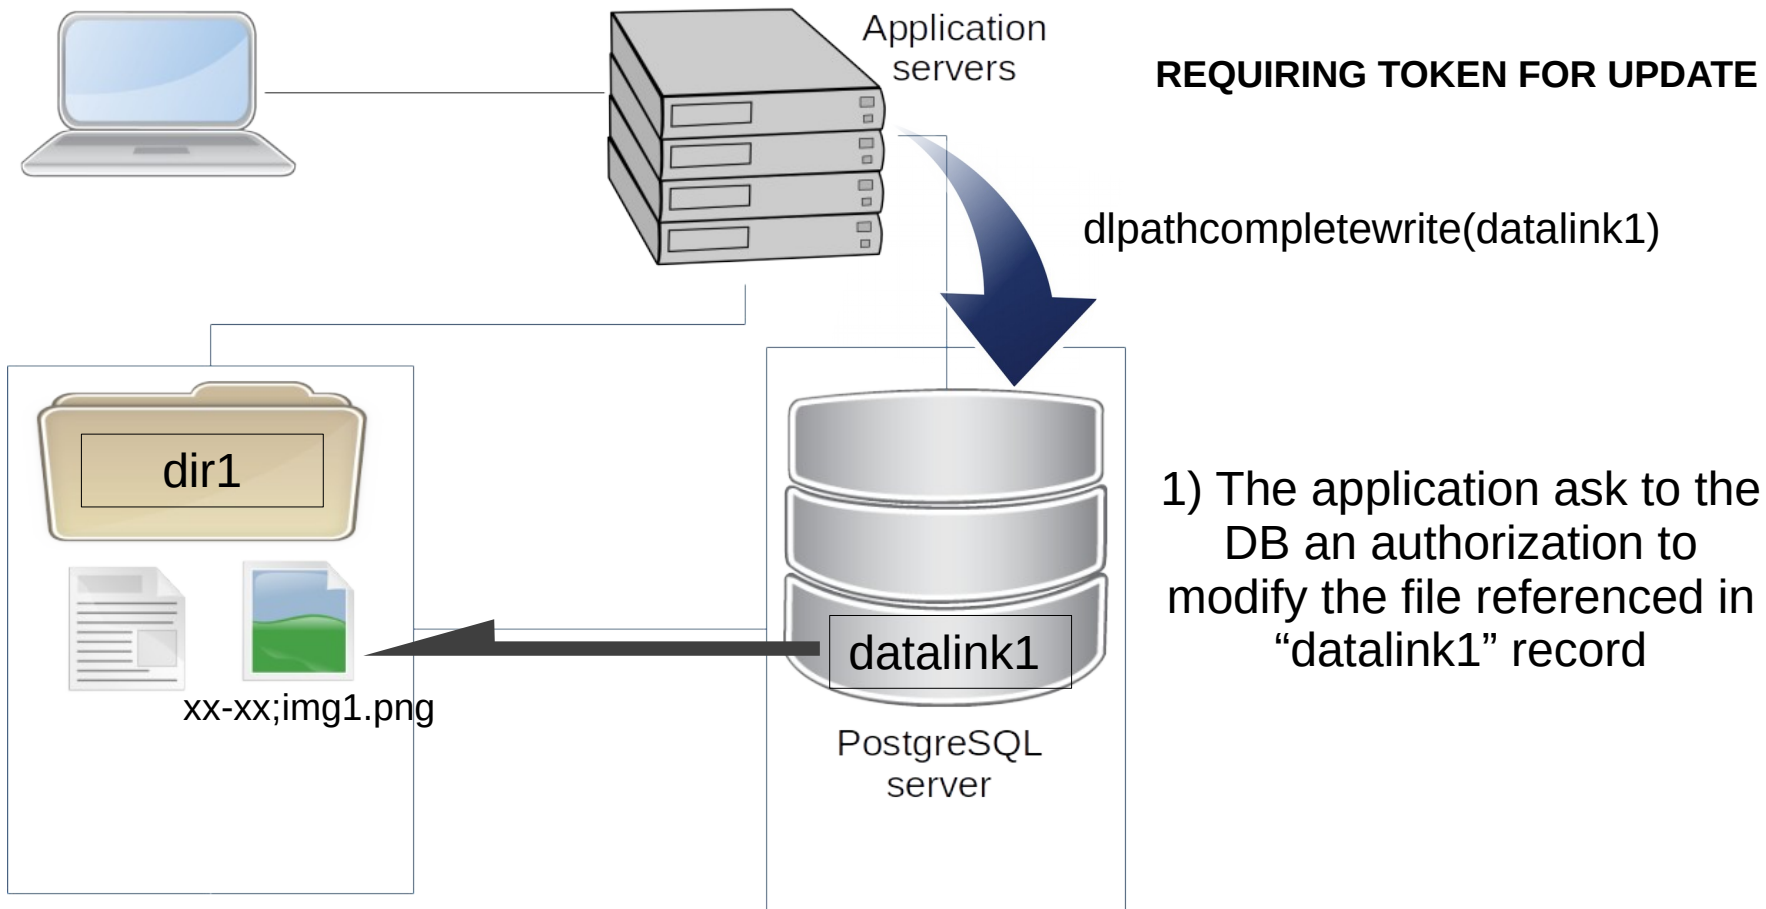 Application
servers
REQUIRING TOKEN FOR UPDATE
dlpathcompletewrite(datalink1)
dir1
1) The application ask to the
DB an authorization to
modify the file referenced in
“datalink1” record
datalink1
xx-xx;img1.png
PostgreSQL
server